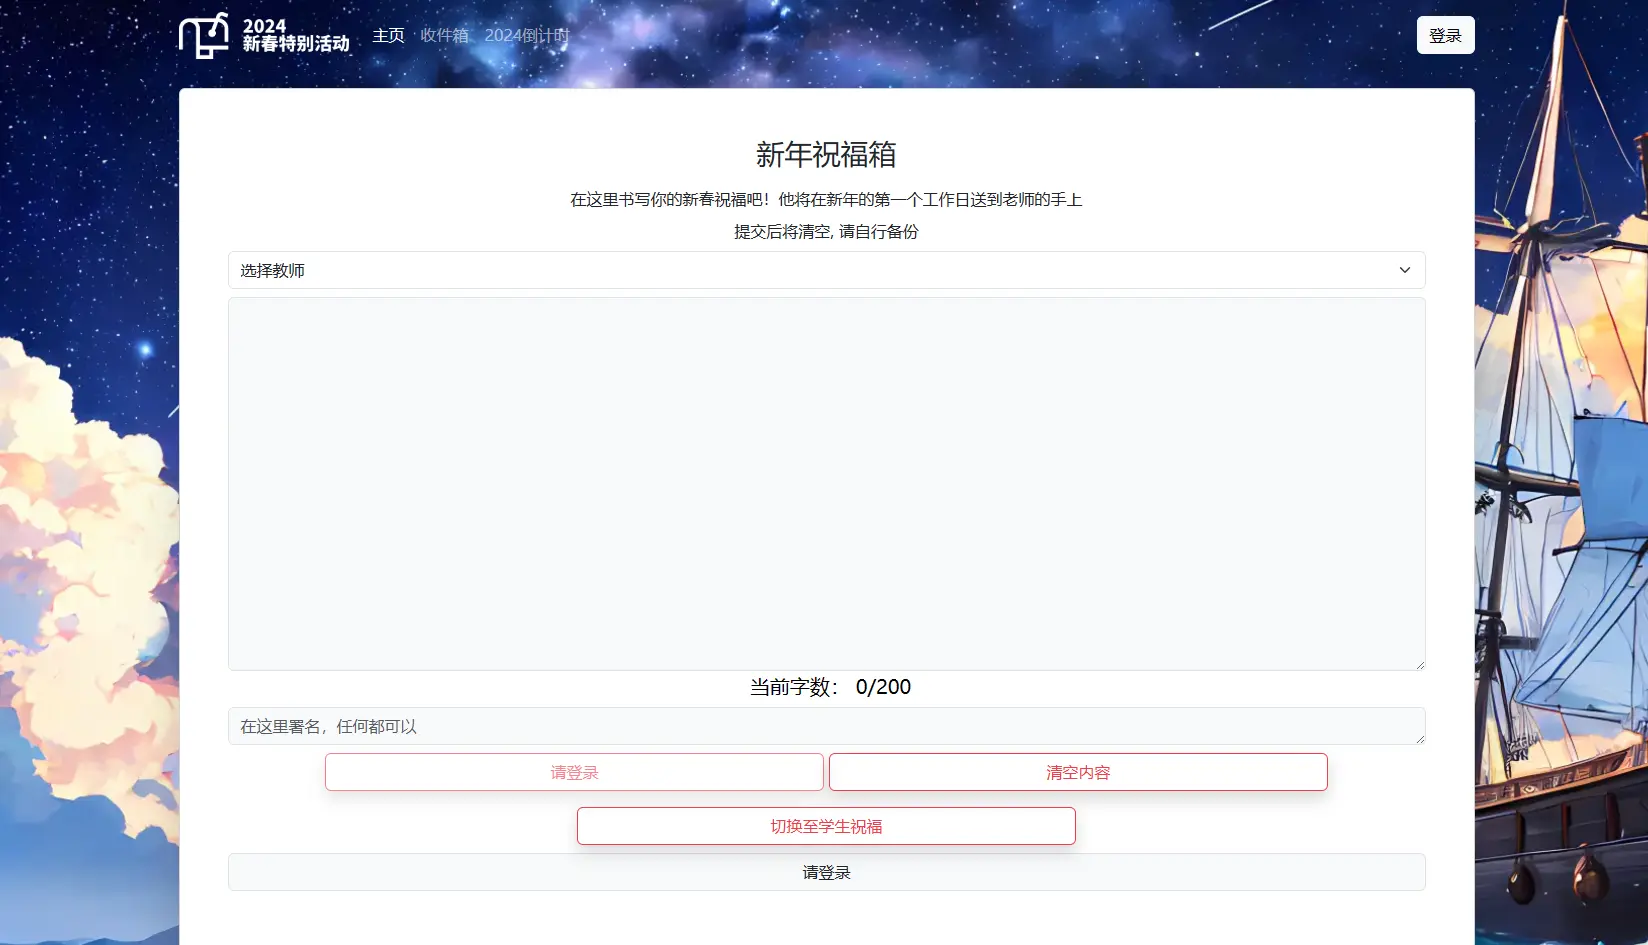 2024
新春特别活动
主页 收件箱 2024倒计时
登录
新年祝福箱
在这里书写你的新春祝福吧！他将在新年的第一个工作日送到老师的手上
提交后将清空, 请自行备份
选择教师
当前字数： 0/200
在这里署名，任何都可以
请登录 清空内容
切换至学生祝福
请登录